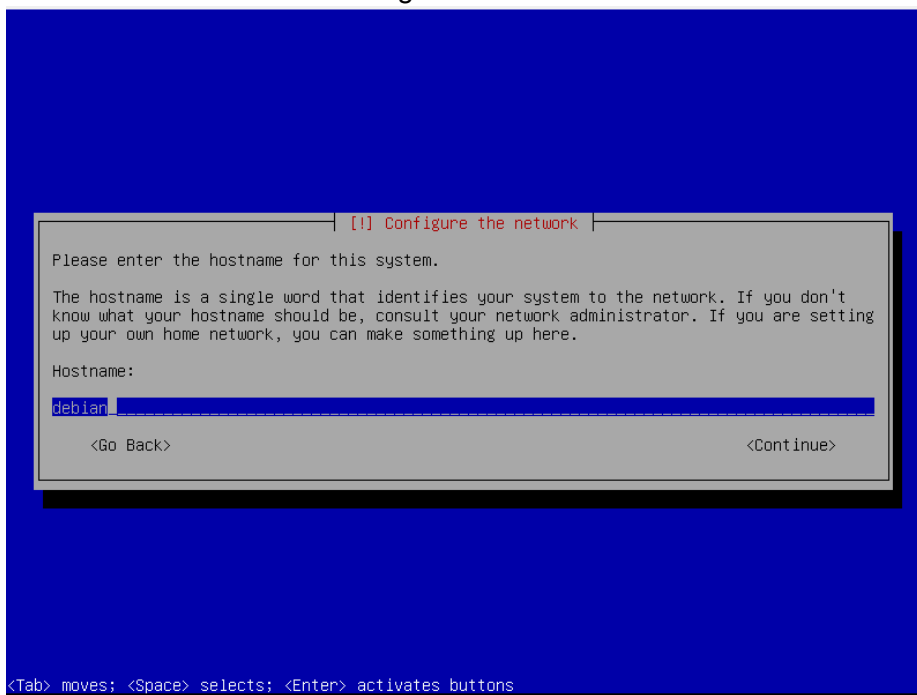 [!] Configure the network
Please enter the hostname for this system.
The hostname is a single word that identifies your system to the network. If you don't
know what your hostname should be, consult your network administrator. If you are setting
up your own home network, you can make something up here.
Hostname:
debian
<Go Back> <Continue>
<Tab> moves; <Space> selects; <Enter> activates buttons